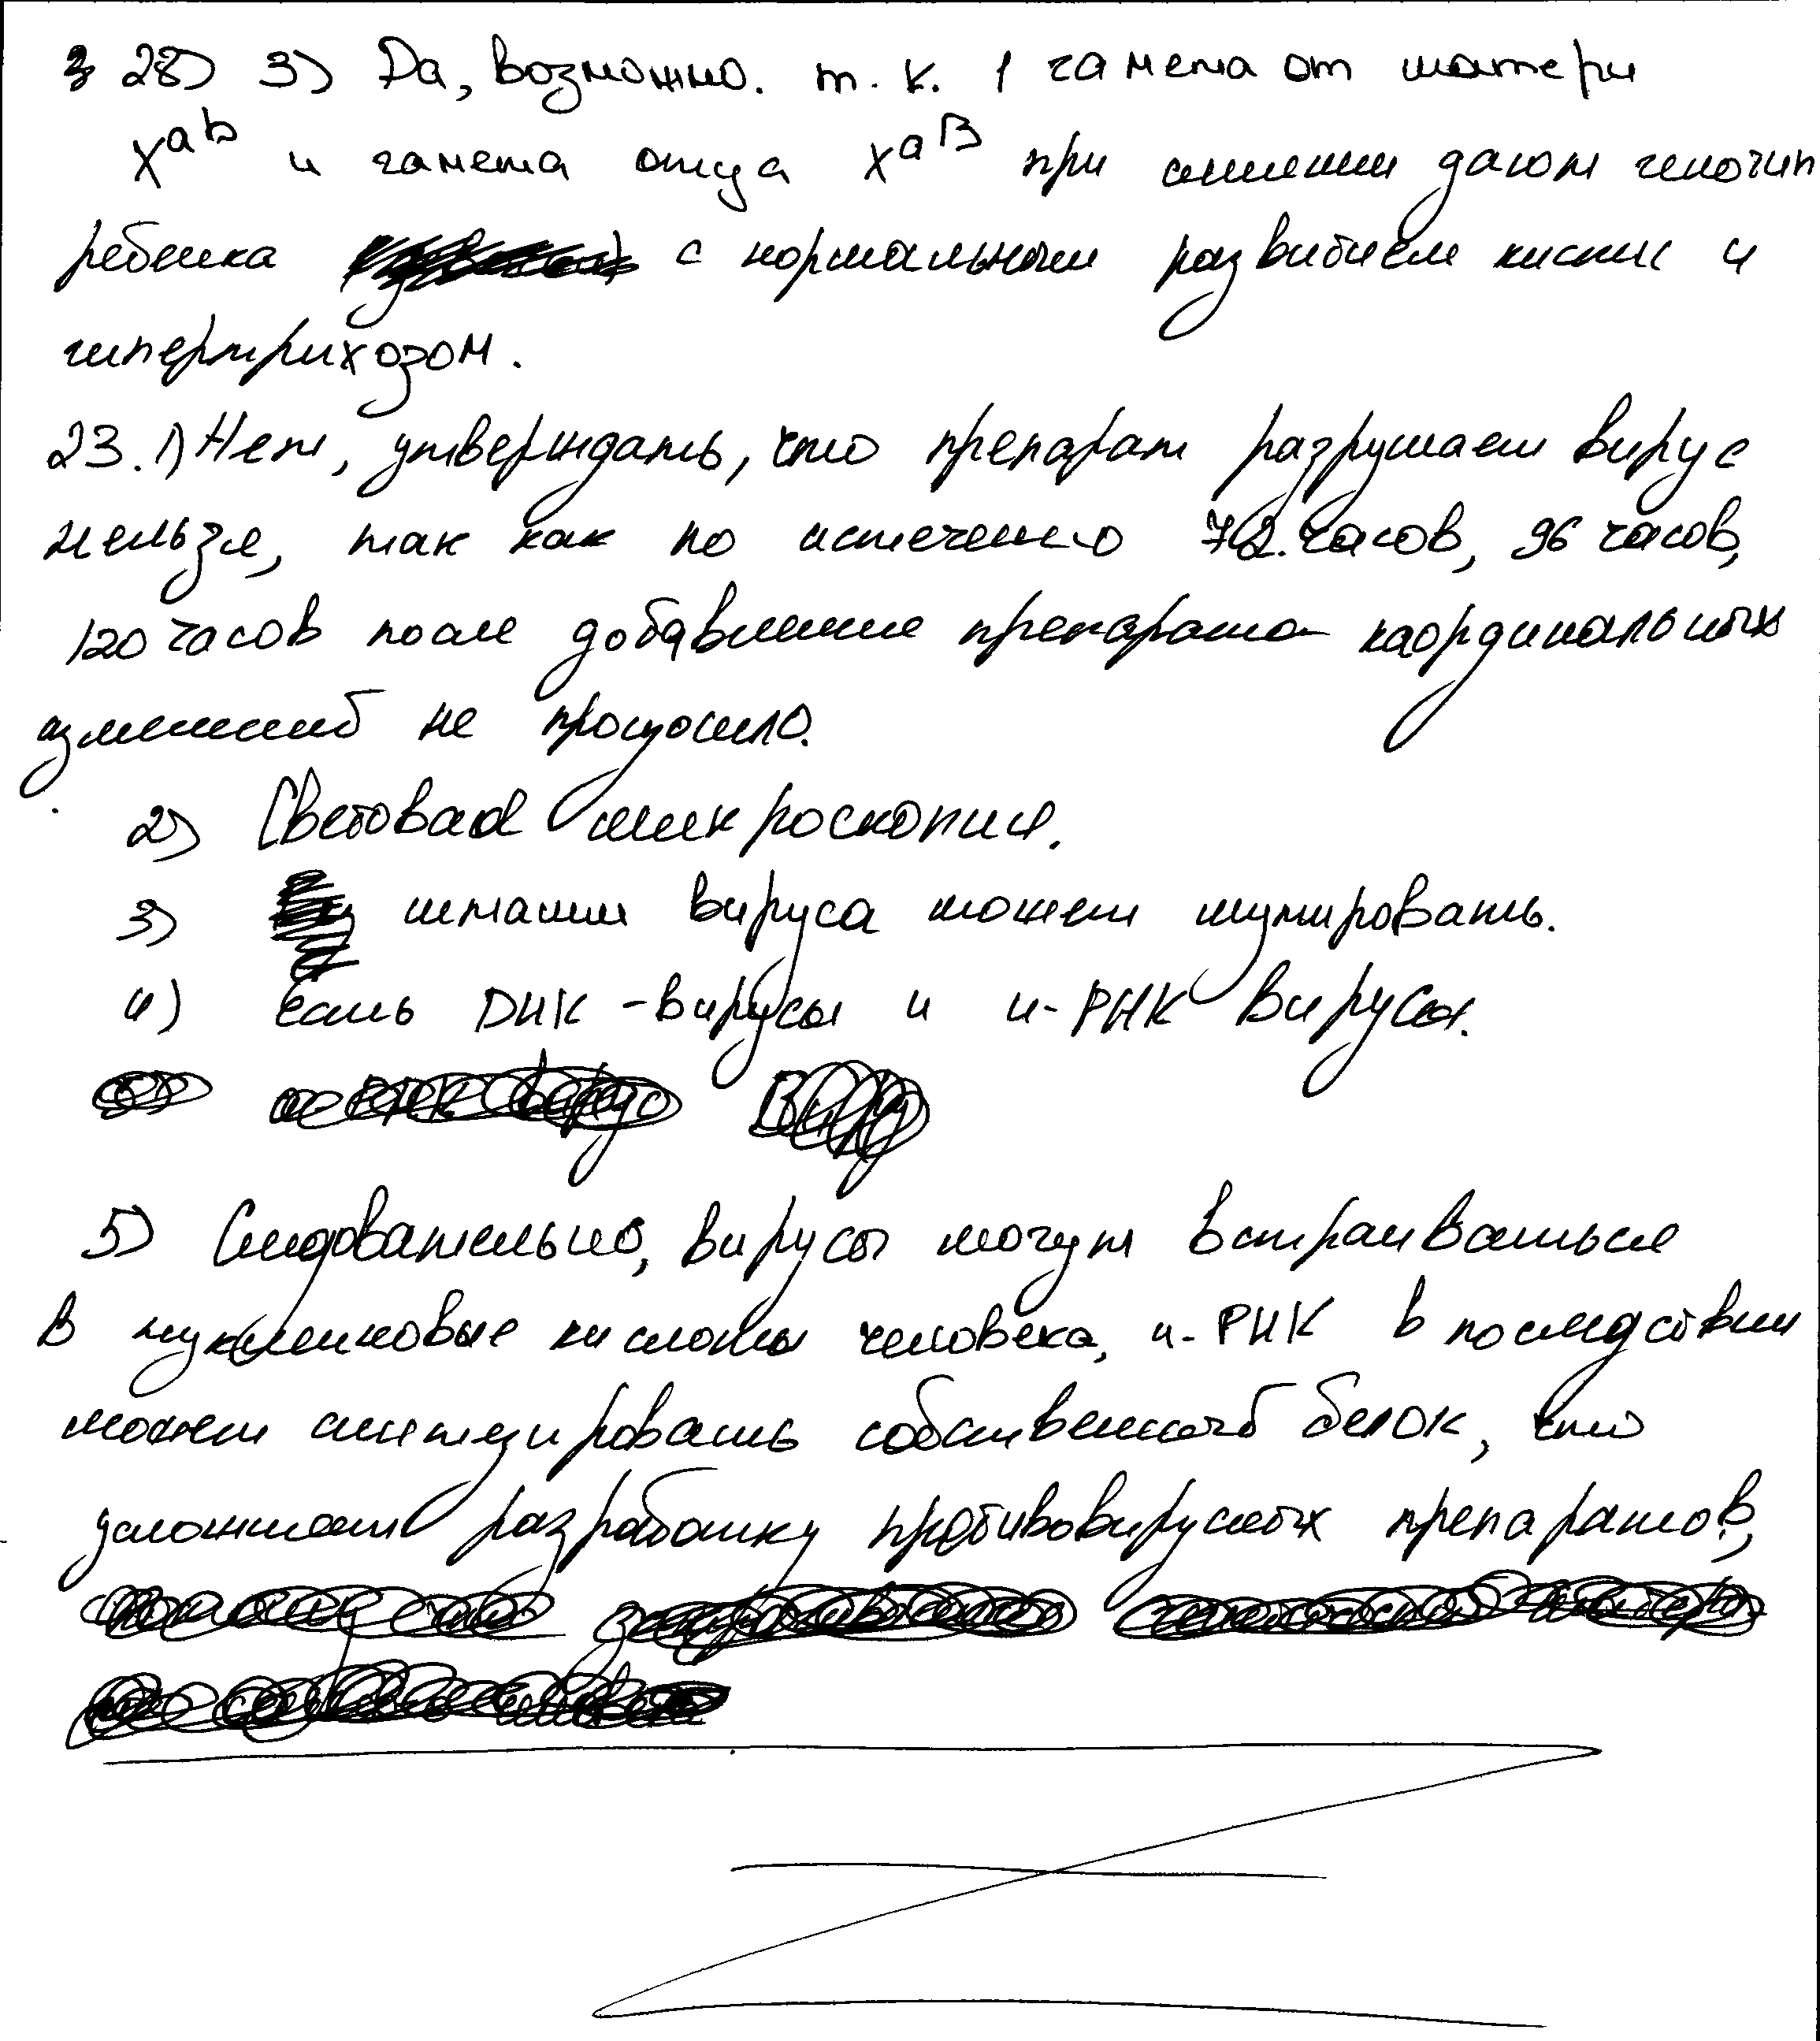 28) 3) Да, возможно. т. к. 1 гамета от матери
X^ab и гамета отца X^aB при слиянии дают генотип
ребенка с нормальным развитием кисти и
гипертрихозом.
23. 1) Нет, утверждать, что препарат разрушает вирус
нельзя, так как по истечению 72 часов, 96 часов,
120 часов после добавления препарата каординальных
изменений не произошло.
2) Световая микроскопия.
3) штамм вируса может мутировать.
4) Есть ДНК-вирусы и и-РНК вирусы.
5) Следовательно, вирусы могут встраиваться
в нуклеиновые кислоты человека, и-РНК в последствии
может синтезировать собственный белок, что
усложняет разработку противовирусных препаратов,